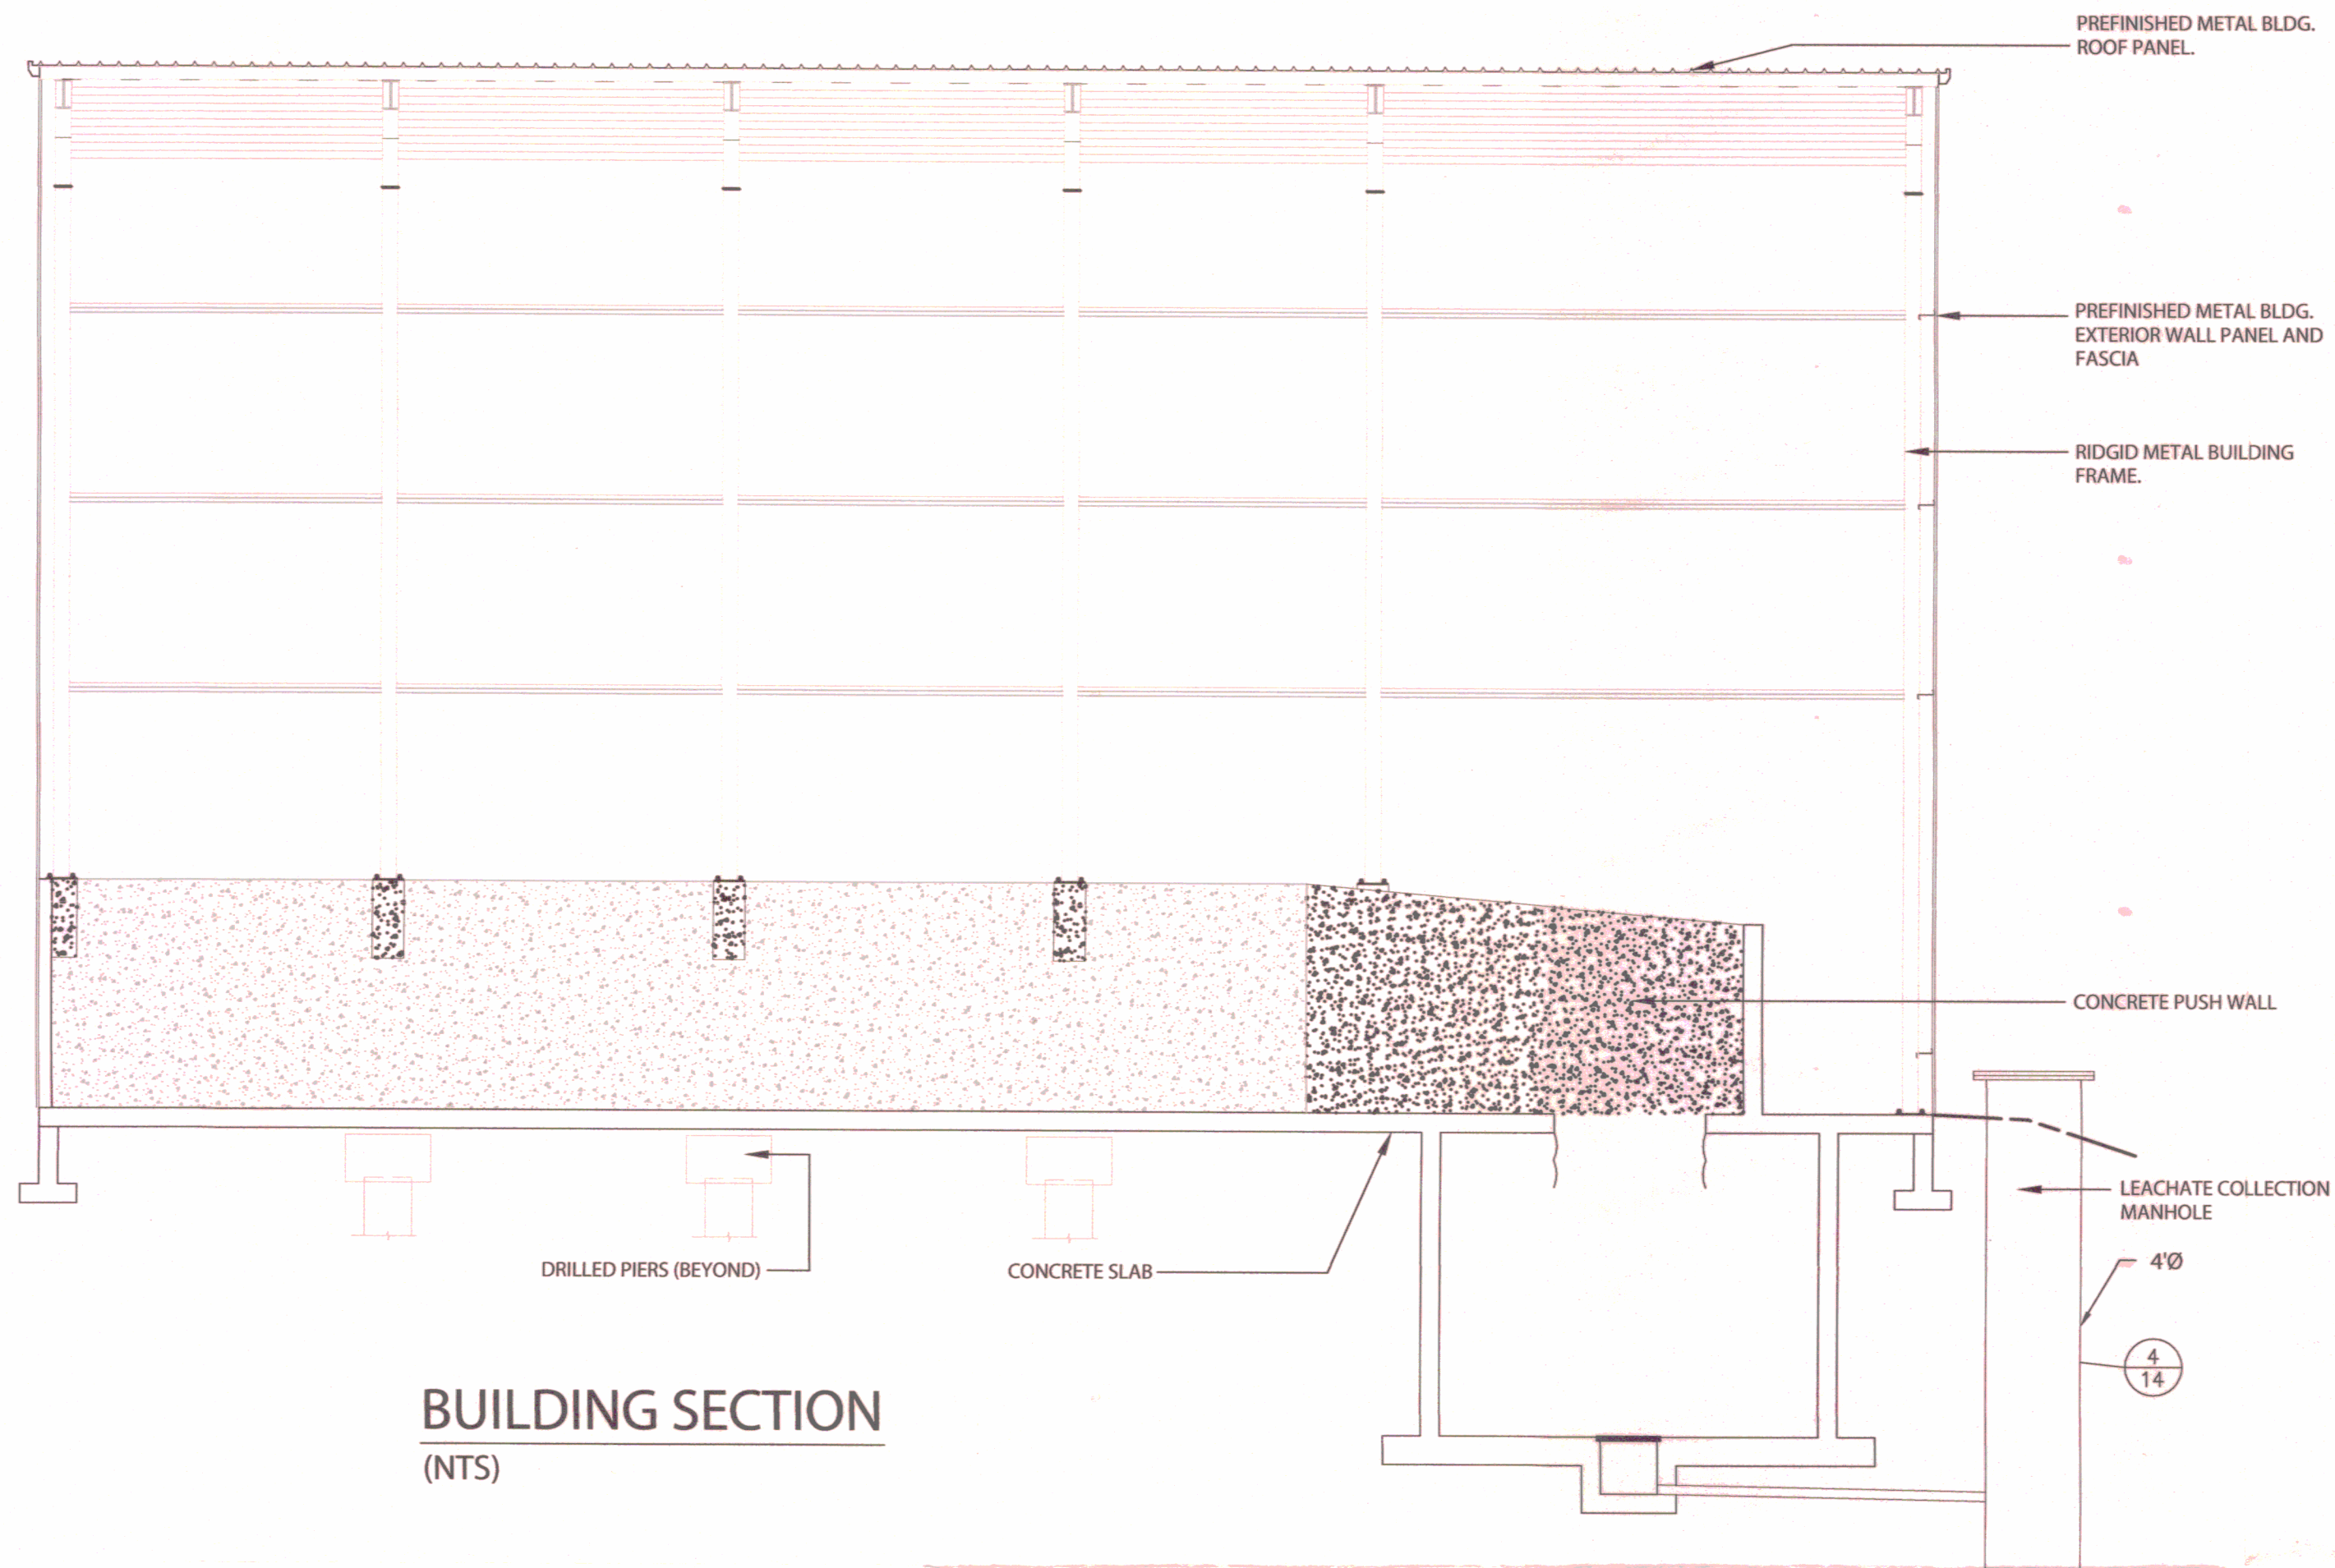 PREFINISHED METAL BLDG.
ROOF PANEL.
PREFINISHED METAL BLDG.
EXTERIOR WALL PANEL AND
FASCIA
RIDGID METAL BUILDING
FRAME.
CONCRETE PUSH WALL
LEACHATE COLLECTION
MANHOLE
4'Ø
4
14
DRILLED PIERS (BEYOND)
CONCRETE SLAB
BUILDING SECTION
(NTS)